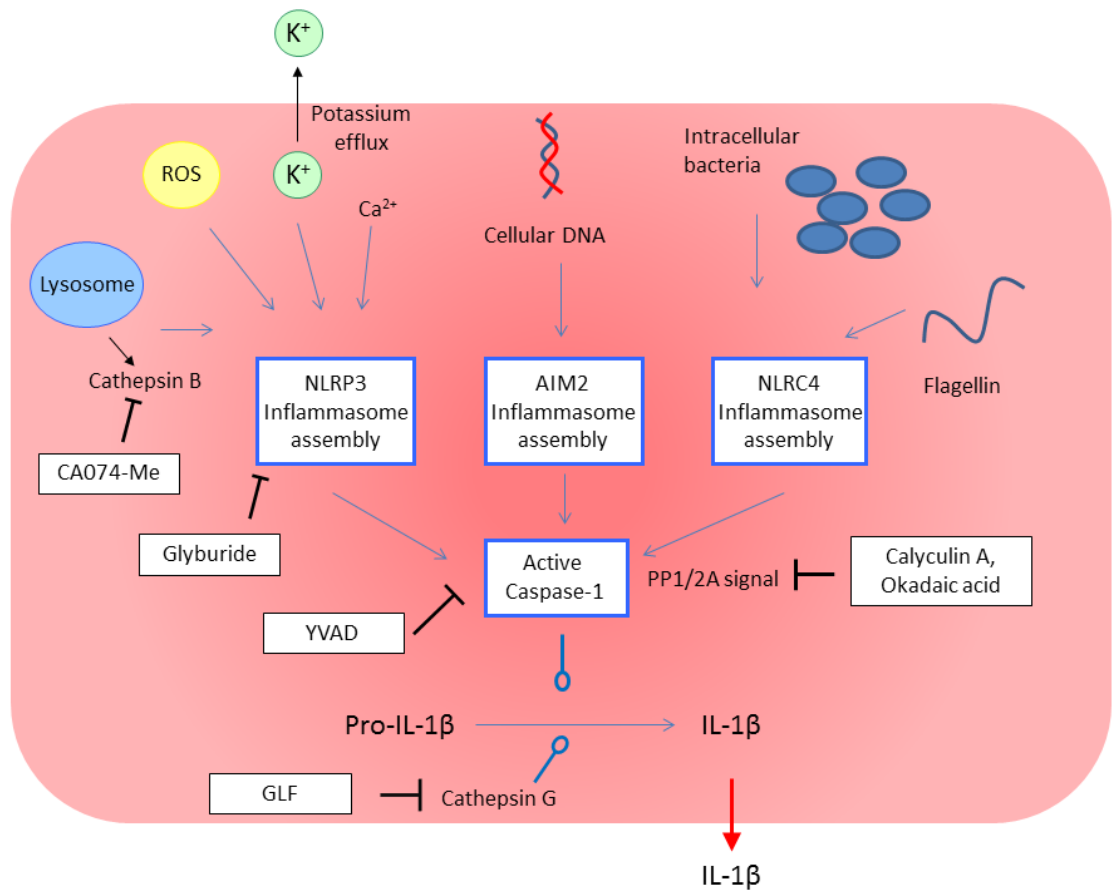 K⁺
Potassium
efflux
ROS
K⁺
Ca²⁺
Intracellular
bacteria
Cellular DNA
Lysosome
Cathepsin B
NLRP3
Inflammasome
assembly
AIM2
Inflammasome
assembly
NLRC4
Inflammasome
assembly
Flagellin
CA074-Me
Glyburide
Active
Caspase-1
PP1/2A signal
Calyculin A,
Okadaic acid
YVAD
Pro-IL-1β
IL-1β
GLF
Cathepsin G
IL-1β